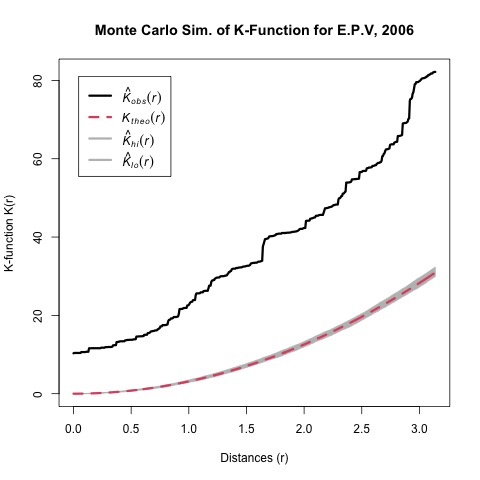 Monte Carlo Sim. of K-Function for E.P.V, 2006
K-function K(r)
80
60
40
20
0
K̂obs(r)
Ktheo(r)
K̂hi(r)
K̂lo(r)
0.0 0.5 1.0 1.5 2.0 2.5 3.0
Distances (r)